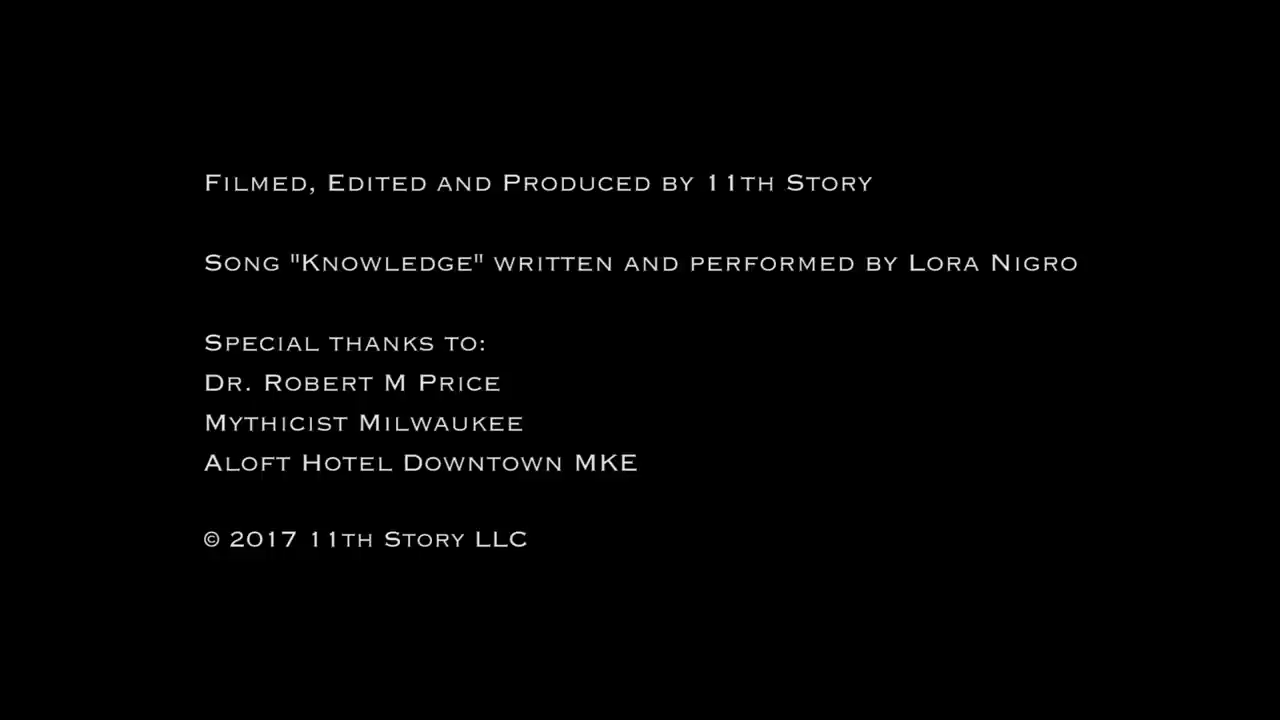 Filmed, Edited and Produced by 11th Story
Song "Knowledge" written and performed by Lora Nigro
Special thanks to:
Dr. Robert M Price
Mythicist Milwaukee
Aloft Hotel Downtown MKE
© 2017 11th Story LLC